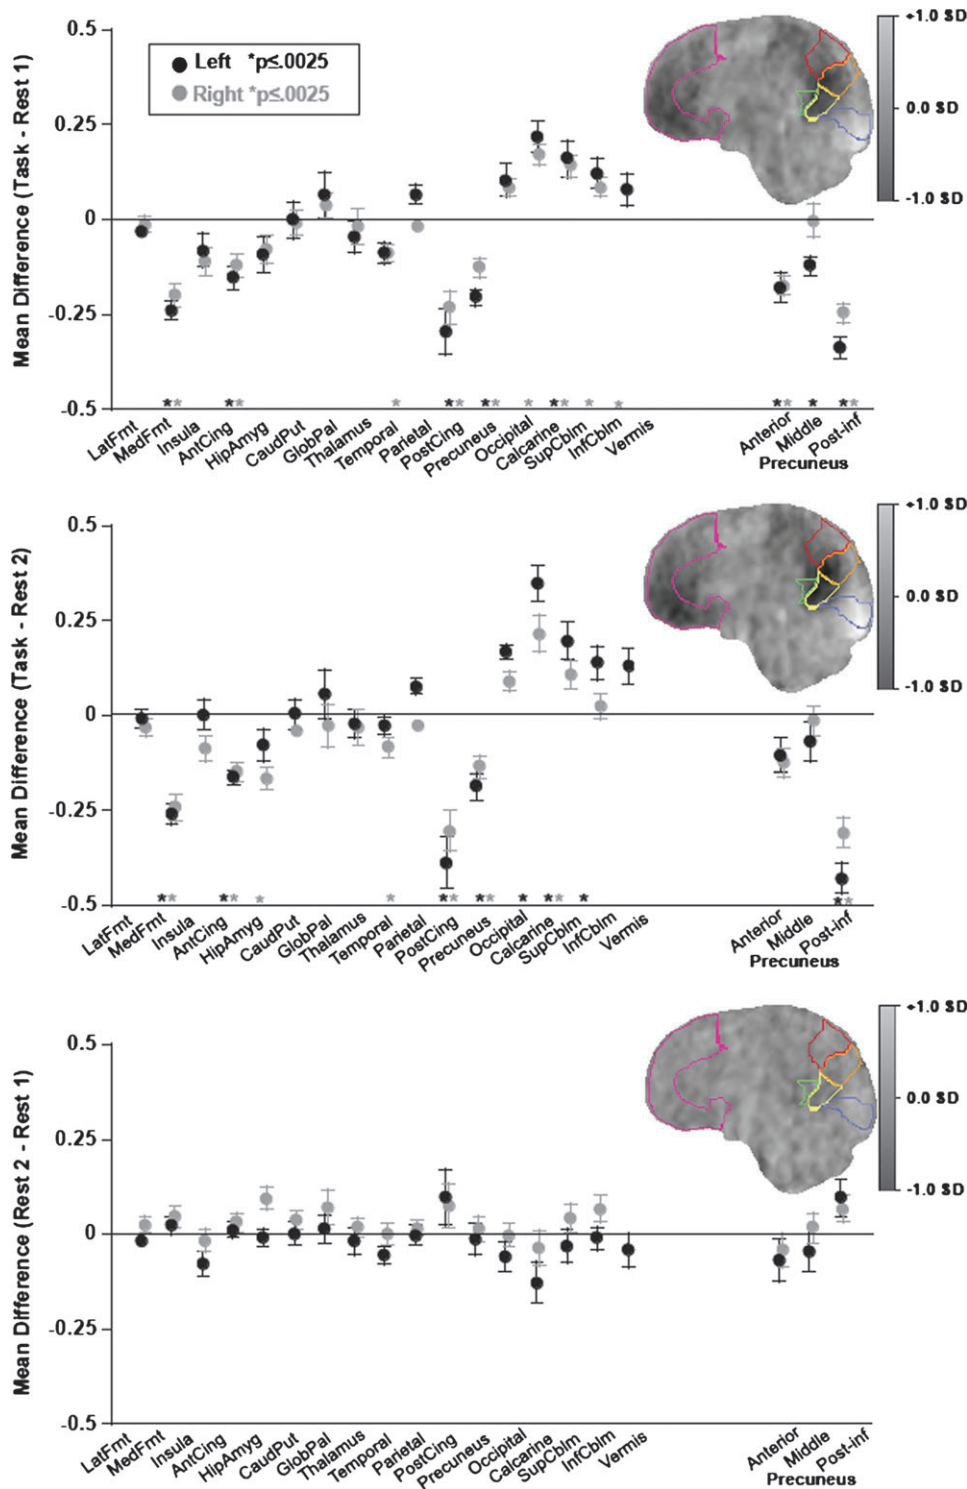 0.5
0.25
0
-0.25
-0.5
Mean Difference (Task - Rest 1)
Left *p≤.0025
Right *p≤.0025
+1.0 SD
0.0 SD
-1.0 SD
* * * * * * * * * * * * * * * * * * *
LatFrnt MedFrnt Insula AntCing HipAmyg CaudPut GlobPal Thalamus Temporal Parietal PostCing Precuneus Occipital Calcarine SupCblm InfCblm Vermis Anterior Middle Post-inf
Precuneus
0.5
0.25
0
-0.25
-0.5
Mean Difference (Task - Rest 2)
+1.0 SD
0.0 SD
-1.0 SD
* * * * * * * * * * * * * * * *
LatFrnt MedFrnt Insula AntCing HipAmyg CaudPut GlobPal Thalamus Temporal Parietal PostCing Precuneus Occipital Calcarine SupCblm InfCblm Vermis Anterior Middle Post-inf
Precuneus
0.5
0.25
0
-0.25
-0.5
Mean Difference (Rest 2 - Rest 1)
+1.0 SD
0.0 SD
-1.0 SD
LatFrnt MedFrnt Insula AntCing HipAmyg CaudPut GlobPal Thalamus Temporal Parietal PostCing Precuneus Occipital Calcarine SupCblm InfCblm Vermis Anterior Middle Post-inf
Precuneus